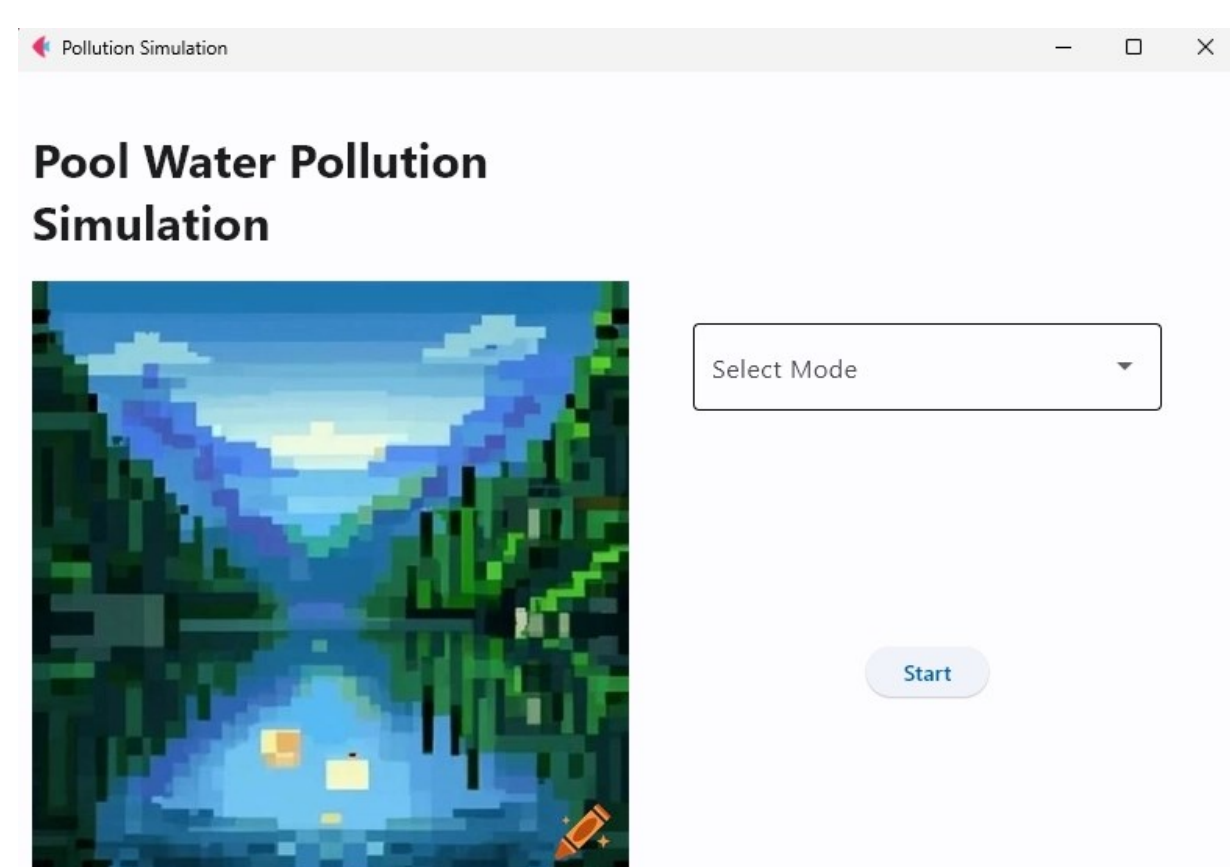 Pollution Simulation
Pool Water Pollution
Simulation
Select Mode
Start